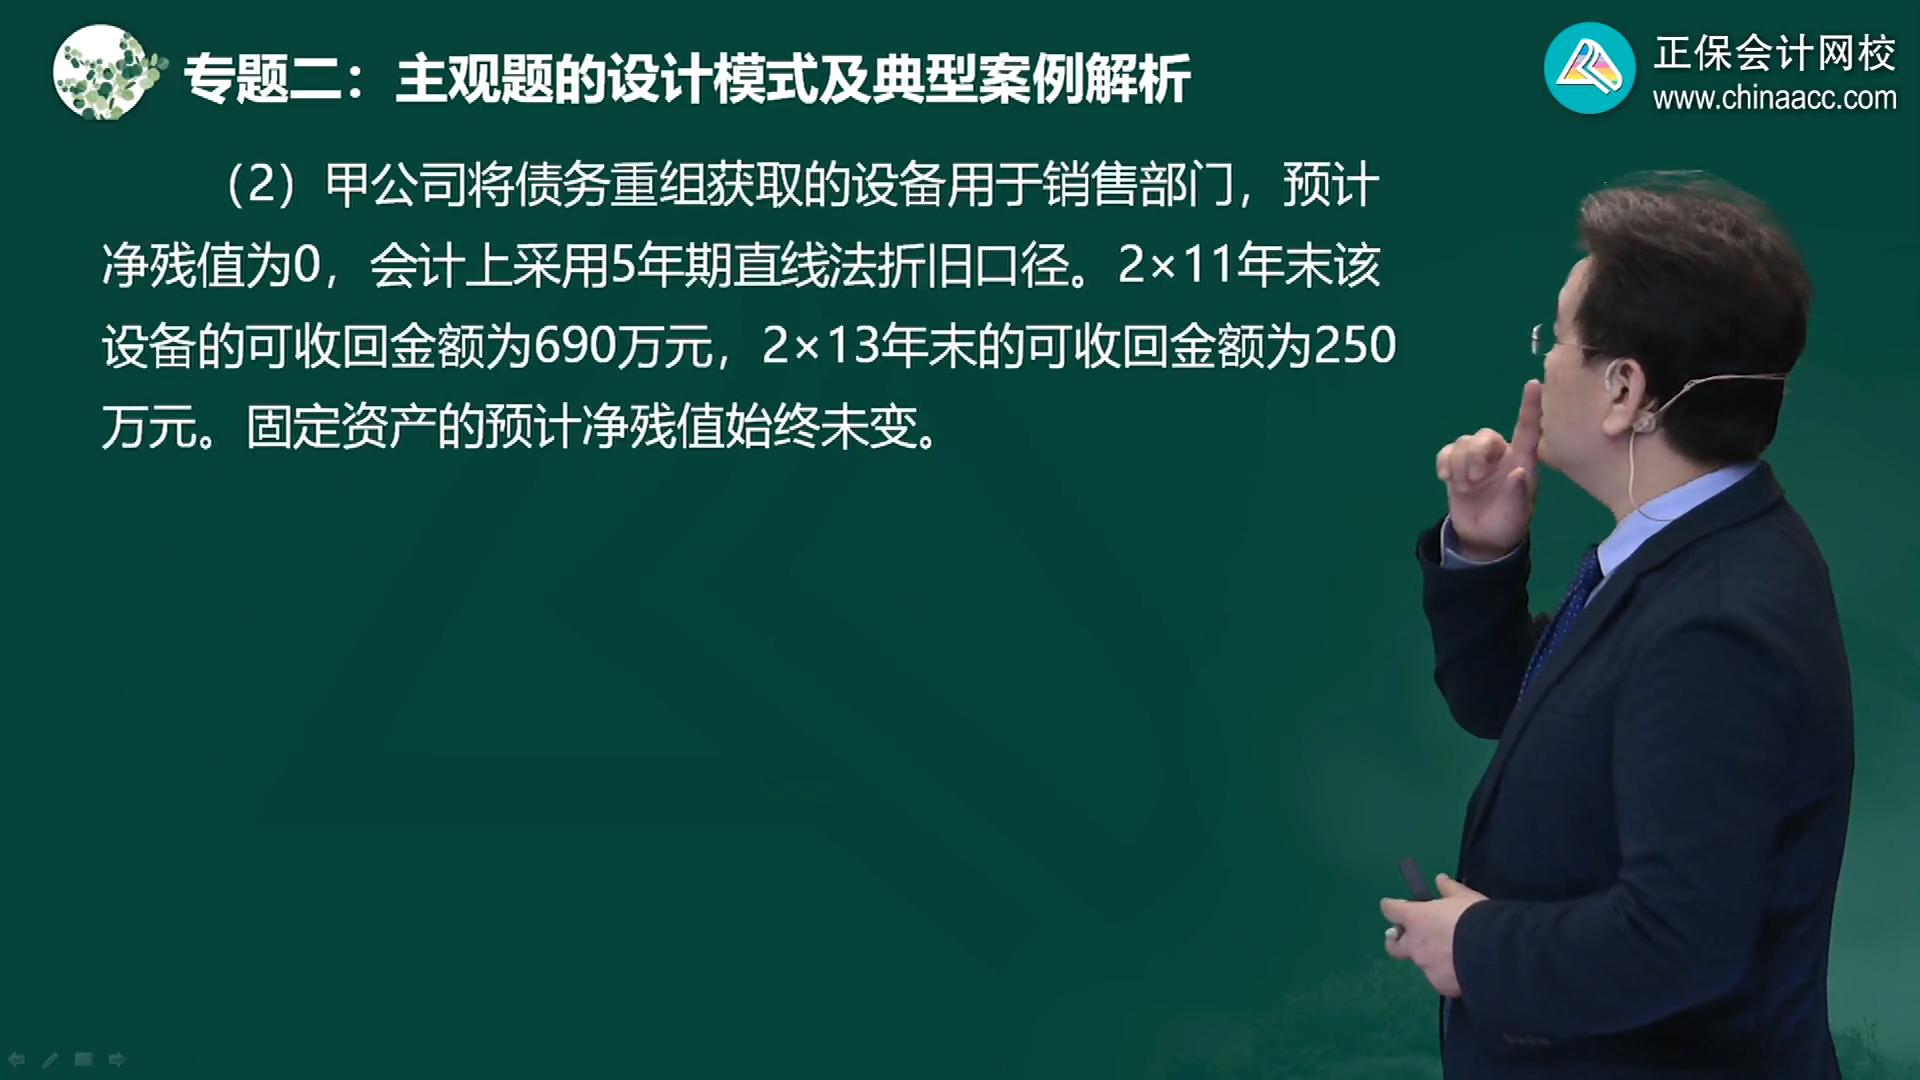 专题二：主观题的设计模式及典型案例解析
正保会计网校
www.chinaacc.com
（2）甲公司将债务重组获取的设备用于销售部门，预计
净残值为0，会计上采用5年期直线法折旧口径。2×11年末该
设备的可收回金额为690万元，2×13年末的可收回金额为250
万元。固定资产的预计净残值始终未变。